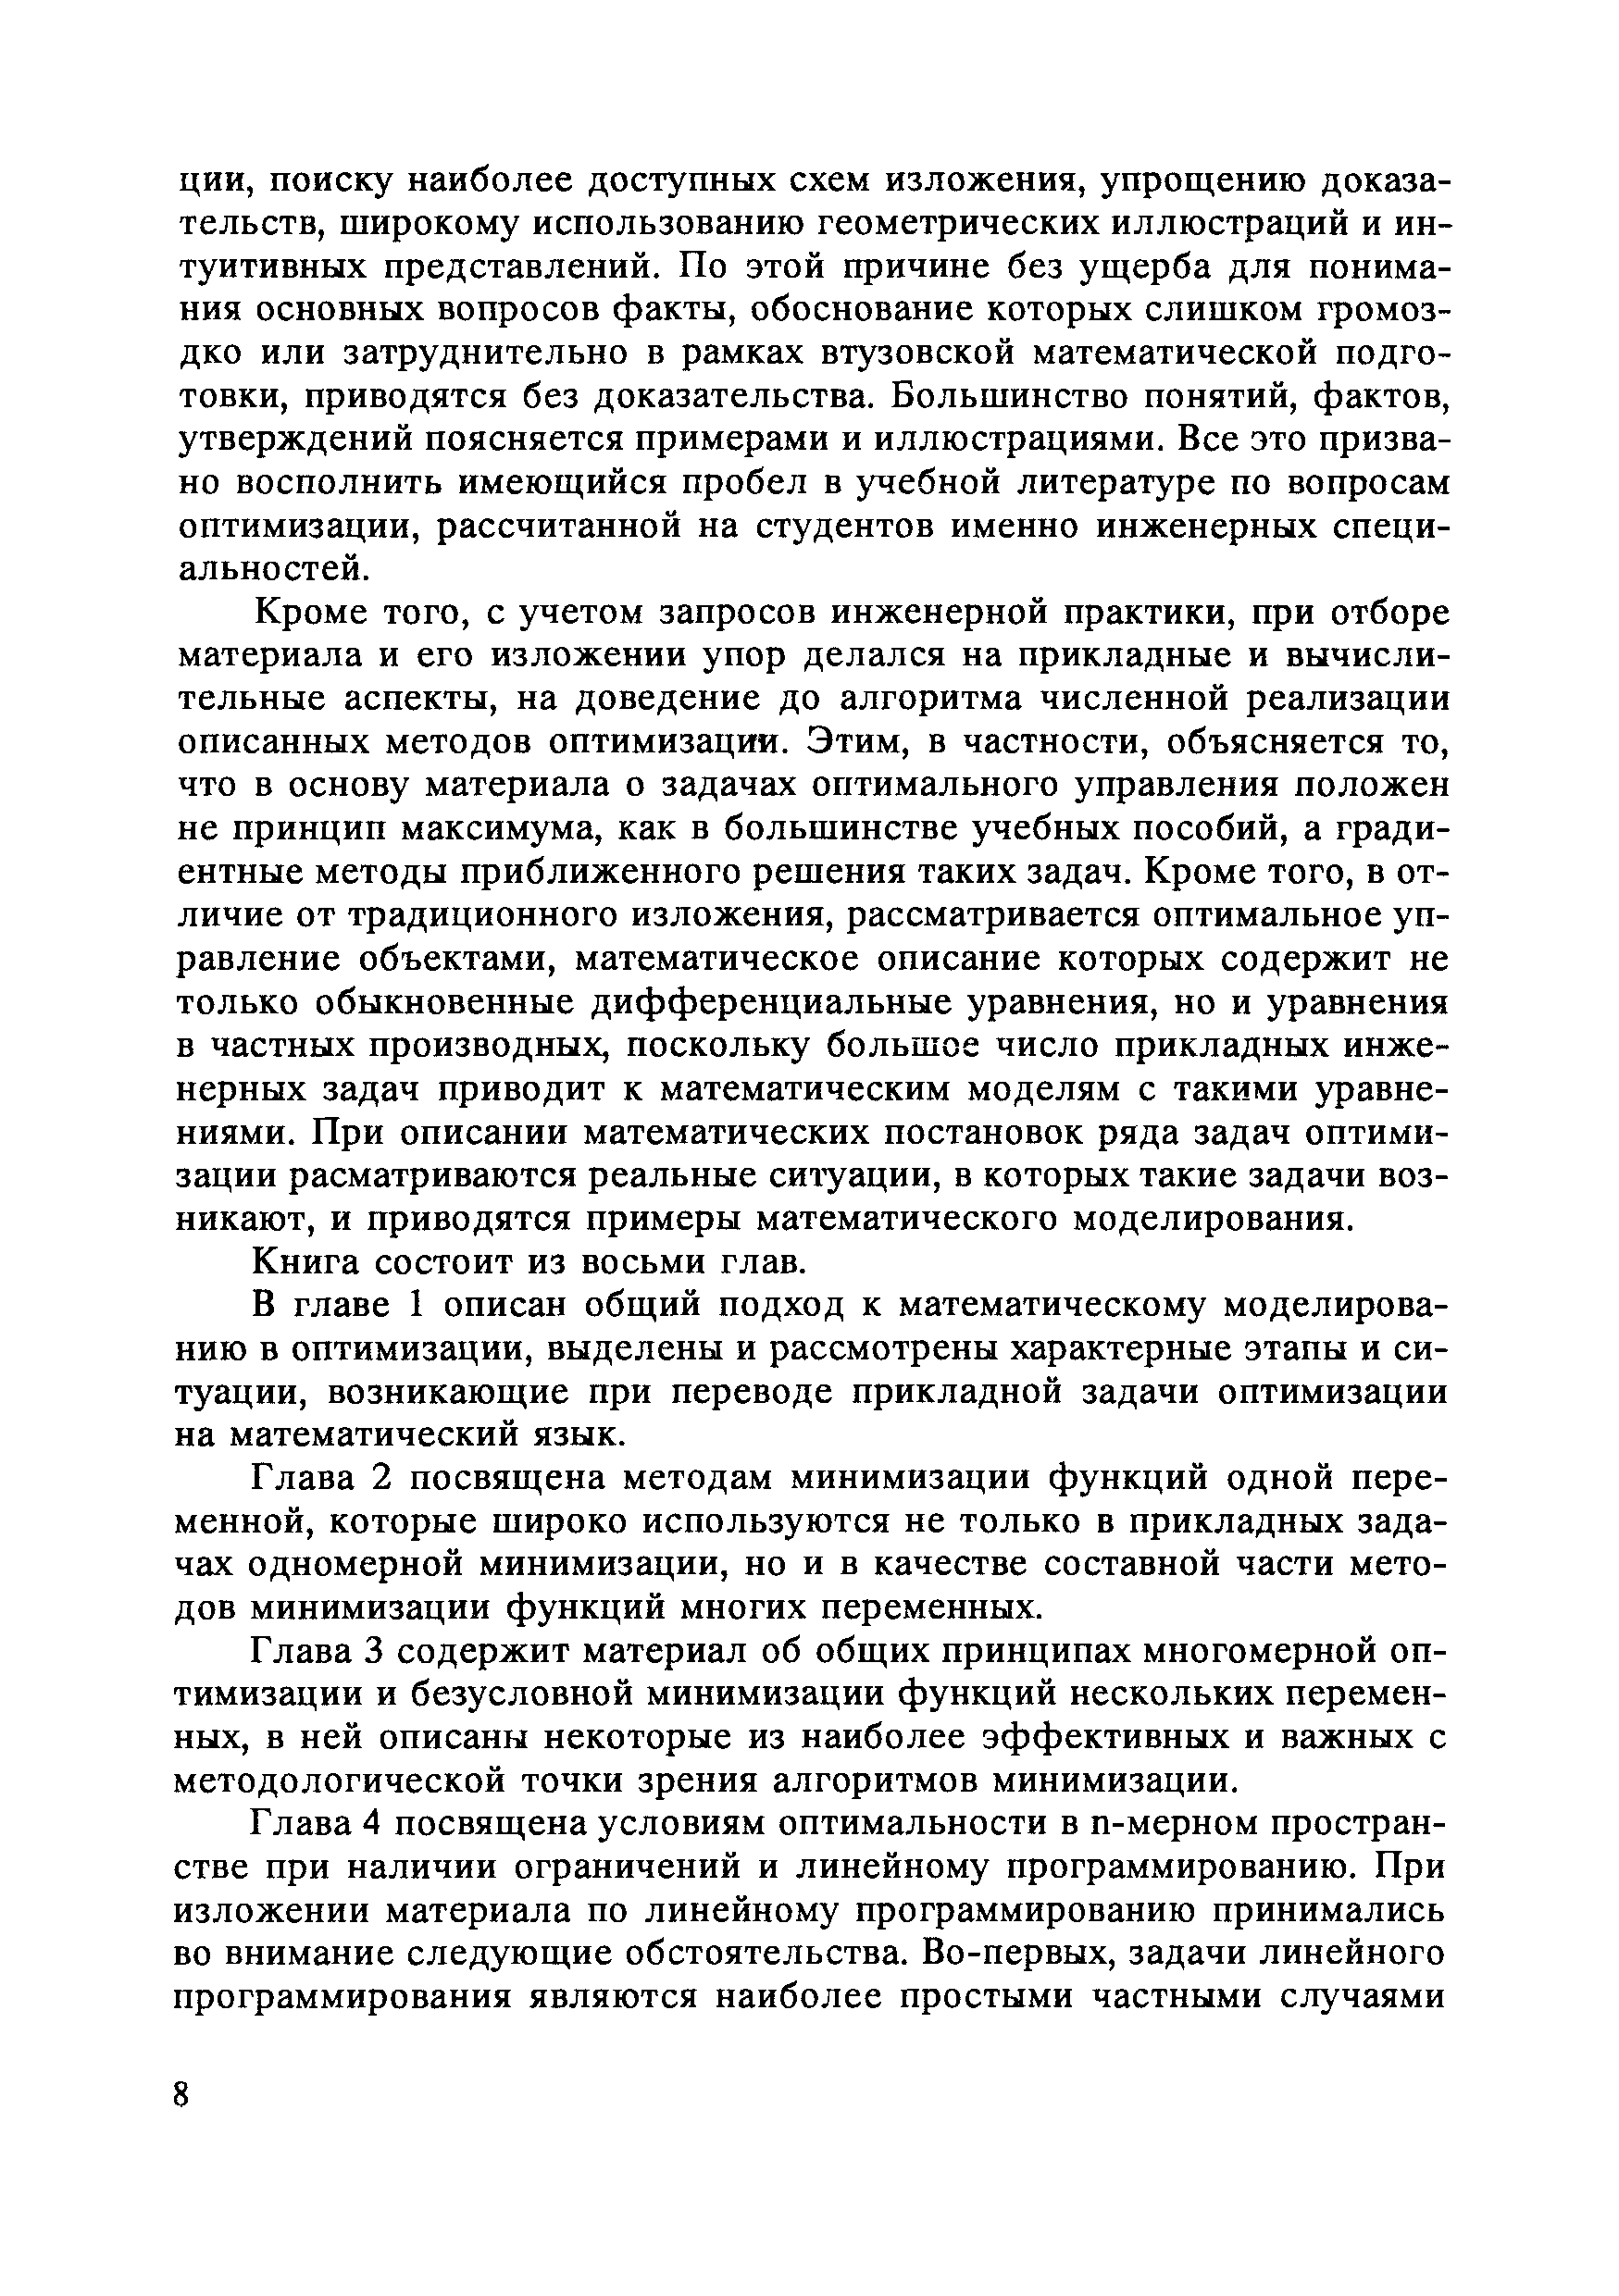 ции, поиску наиболее доступных схем изложения, упрощению доказа-
тельств, широкому использованию геометрических иллюстраций и ин-
туитивных представлений. По этой причине без ущерба для понима-
ния основных вопросов факты, обоснование которых слишком громоз-
дко или затруднительно в рамках втузовской математической подго-
товки, приводятся без доказательства. Большинство понятий, фактов,
утверждений поясняется примерами и иллюстрациями. Все это призва-
но восполнить имеющийся пробел в учебной литературе по вопросам
оптимизации, рассчитанной на студентов именно инженерных специ-
альностей.
Кроме того, с учетом запросов инженерной практики, при отборе
материала и его изложении упор делался на прикладные и вычисли-
тельные аспекты, на доведение до алгоритма численной реализации
описанных методов оптимизации. Этим, в частности, объясняется то,
что в основу материала о задачах оптимального управления положен
не принцип максимума, как в большинстве учебных пособий, а гради-
ентные методы приближенного решения таких задач. Кроме того, в от-
личие от традиционного изложения, рассматривается оптимальное уп-
равление объектами, математическое описание которых содержит не
только обыкновенные дифференциальные уравнения, но и уравнения
в частных производных, поскольку большое число прикладных инже-
нерных задач приводит к математическим моделям с такими уравне-
ниями. При описании математических постановок ряда задач оптими-
зации расматриваются реальные ситуации, в которых такие задачи воз-
никают, и приводятся примеры математического моделирования.
Книга состоит из восьми глав.
В главе 1 описан общий подход к математическому моделирова-
нию в оптимизации, выделены и рассмотрены характерные этапы и си-
туации, возникающие при переводе прикладной задачи оптимизации
на математический язык.
Глава 2 посвящена методам минимизации функций одной пере-
менной, которые широко используются не только в прикладных зада-
чах одномерной минимизации, но и в качестве составной части мето-
дов минимизации функций многих переменных.
Глава 3 содержит материал об общих принципах многомерной оп-
тимизации и безусловной минимизации функций нескольких перемен-
ных, в ней описаны некоторые из наиболее эффективных и важных с
методологической точки зрения алгоритмов минимизации.
Глава 4 посвящена условиям оптимальности в n-мерном простран-
стве при наличии ограничений и линейному программированию. При
изложении материала по линейному программированию принимались
во внимание следующие обстоятельства. Во-первых, задачи линейного
программирования являются наиболее простыми частными случаями
8